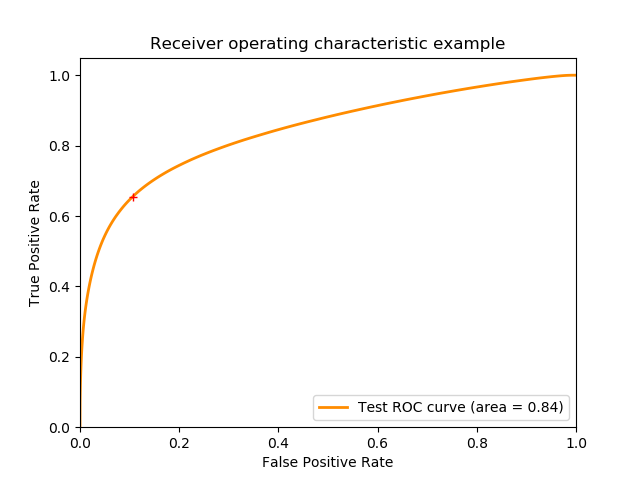 Receiver operating characteristic example
1.0
0.8
0.6
0.4
0.2
0.0
True Positive Rate
Test ROC curve (area = 0.84)
0.0 0.2 0.4 0.6 0.8 1.0
False Positive Rate